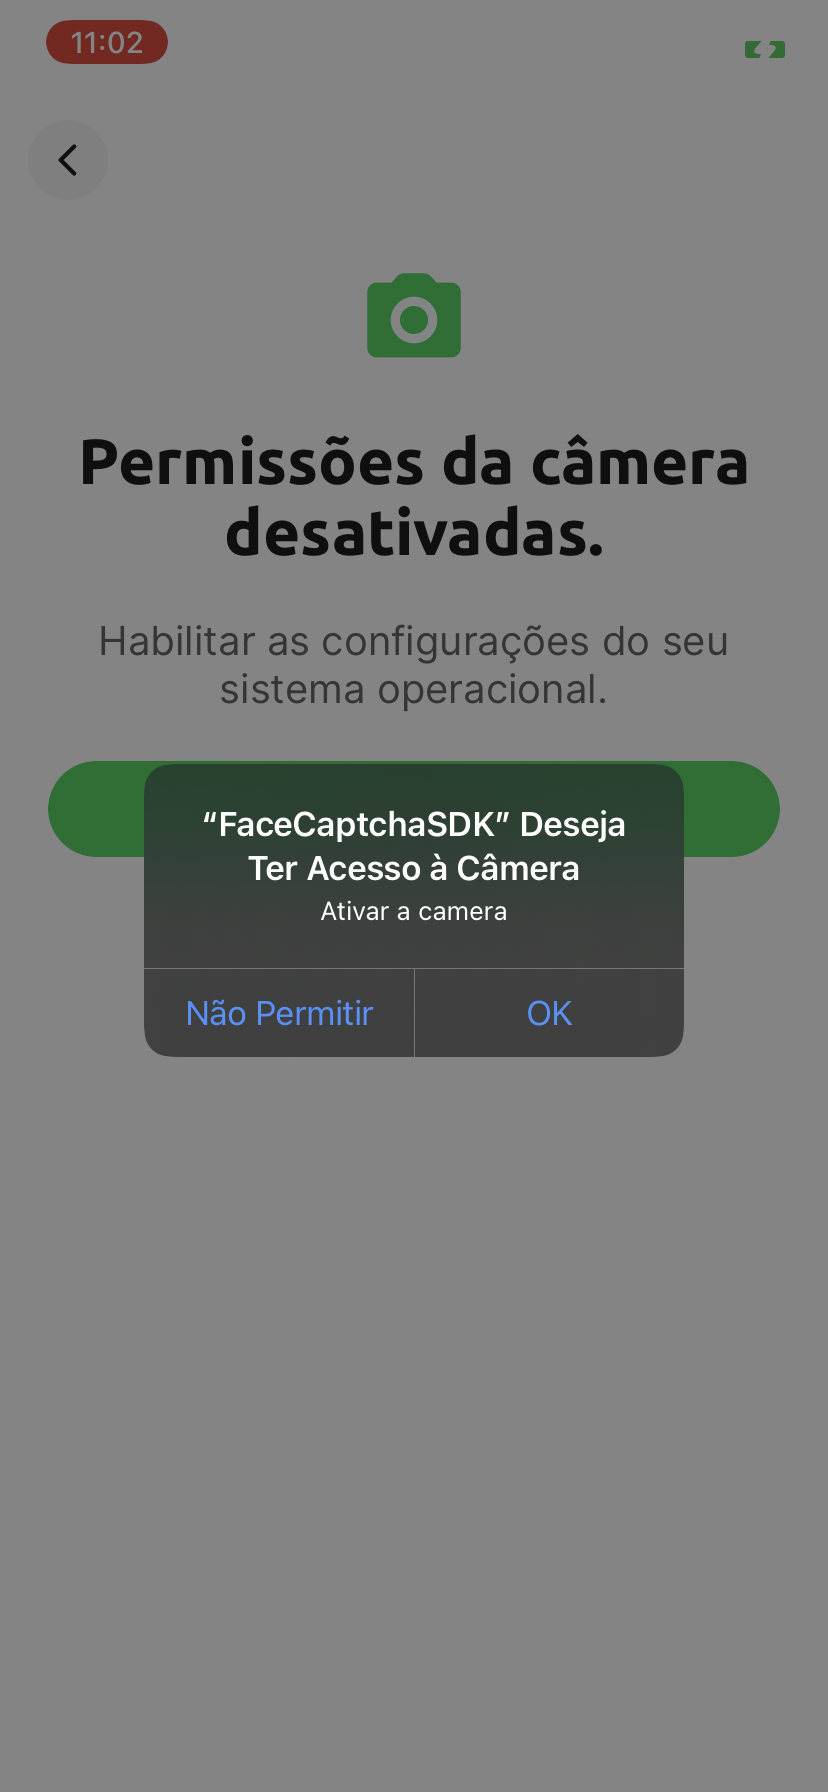 11:02
Permissões da câmera
desativadas.
Habilitar as configurações do seu
sistema operacional.
“FaceCaptchaSDK” Deseja
Ter Acesso à Câmera
Ativar a camera
Não Permitir
OK